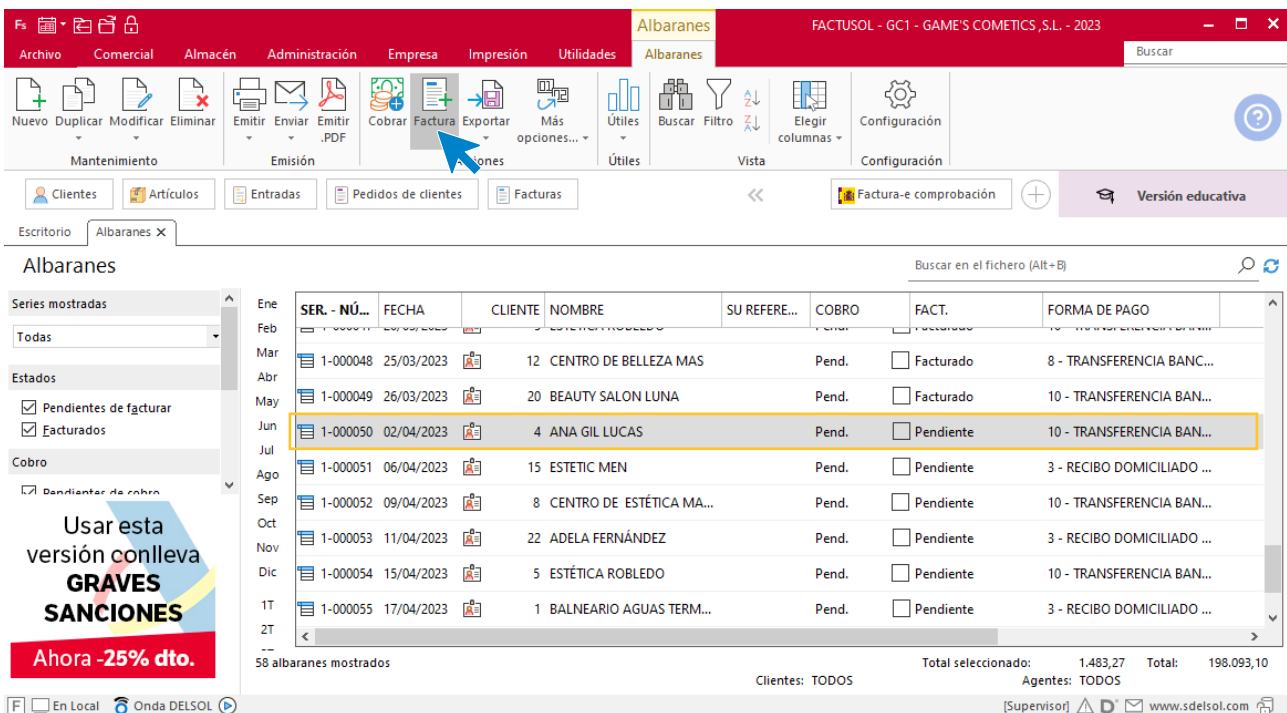 Fs
Albaranes
FACTUSOL - GC1 - GAME'S COMETICS ,S.L. - 2023
Archivo Comercial Almacén Administración Empresa Impresión Utilidades Albaranes Buscar
Nuevo Duplicar Modificar Eliminar Emitir Enviar Emitir .PDF Cobrar Factura Exportar Más opciones... Útiles Buscar Filtro Elegir columnas Configuración
Mantenimiento Emisión Útiles Vista Configuración
Clientes Artículos Entradas Pedidos de clientes Facturas Factura-e comprobación Versión educativa
Escritorio Albaranes
Albaranes
Buscar en el fichero (Alt+B)
Series mostradas
Todas
Estados
Pendientes de facturar
Facturados
Cobro
Pendientes de cobro
Usar esta
versión conlleva
GRAVES
SANCIONES
Ahora -25% dto.
Ene
Feb
Mar
Abr
May
Jun
Jul
Ago
Sep
Oct
Nov
Dic
1T
2T
SER. - NÚ... FECHA CLIENTE NOMBRE SU REFERE... COBRO FACT. FORMA DE PAGO
1-000048 25/03/2023 12 CENTRO DE BELLEZA MAS Pend. Facturado 8 - TRANSFERENCIA BANC...
1-000049 26/03/2023 20 BEAUTY SALON LUNA Pend. Facturado 10 - TRANSFERENCIA BAN...
1-000050 02/04/2023 4 ANA GIL LUCAS Pend. Pendiente 10 - TRANSFERENCIA BAN...
1-000051 06/04/2023 15 ESTETIC MEN Pend. Pendiente 3 - RECIBO DOMICILIADO ...
1-000052 09/04/2023 8 CENTRO DE ESTÉTICA MA... Pend. Pendiente 10 - TRANSFERENCIA BAN...
1-000053 11/04/2023 22 ADELA FERNÁNDEZ Pend. Pendiente 3 - RECIBO DOMICILIADO ...
1-000054 15/04/2023 5 ESTÉTICA ROBLEDO Pend. Pendiente 10 - TRANSFERENCIA BAN...
1-000055 17/04/2023 1 BALNEARIO AGUAS TERM... Pend. Pendiente 3 - RECIBO DOMICILIADO ...
58 albaranes mostrados Total seleccionado: 1.483,27 Total: 198.093,10
Clientes: TODOS Agentes: TODOS
F En Local Onda DELSOL [Supervisor] D www.sdelsol.com